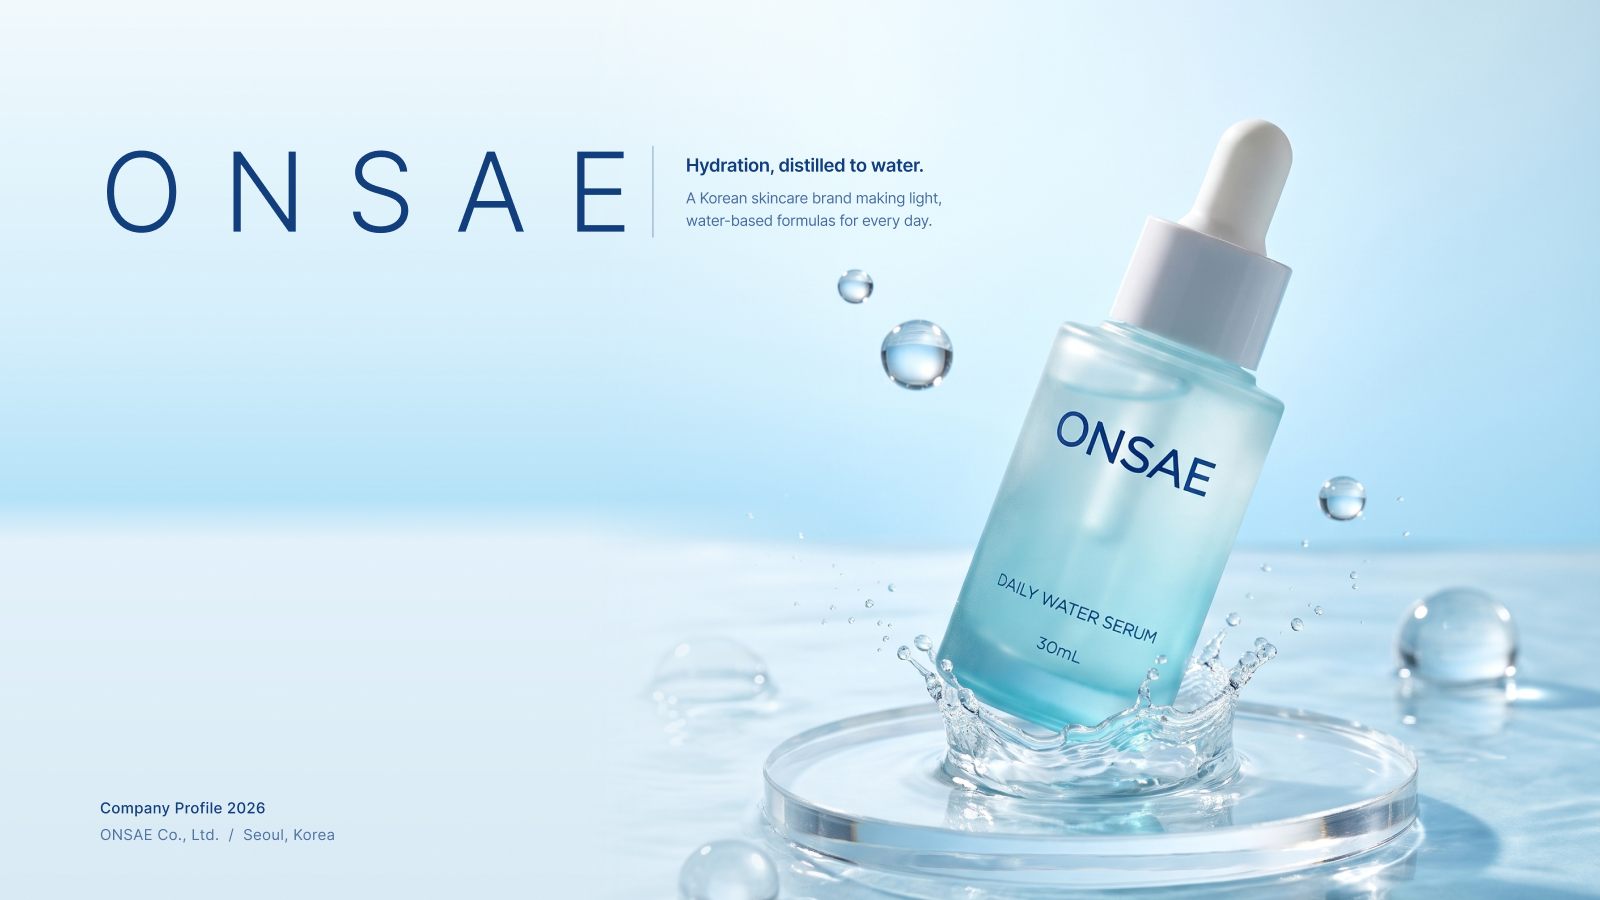 ONSAE
Hydration, distilled to water.
A Korean skincare brand making light,
water-based formulas for every day.
ONSAE
DAILY WATER SERUM
30mL
Company Profile 2026
ONSAE Co., Ltd. / Seoul, Korea